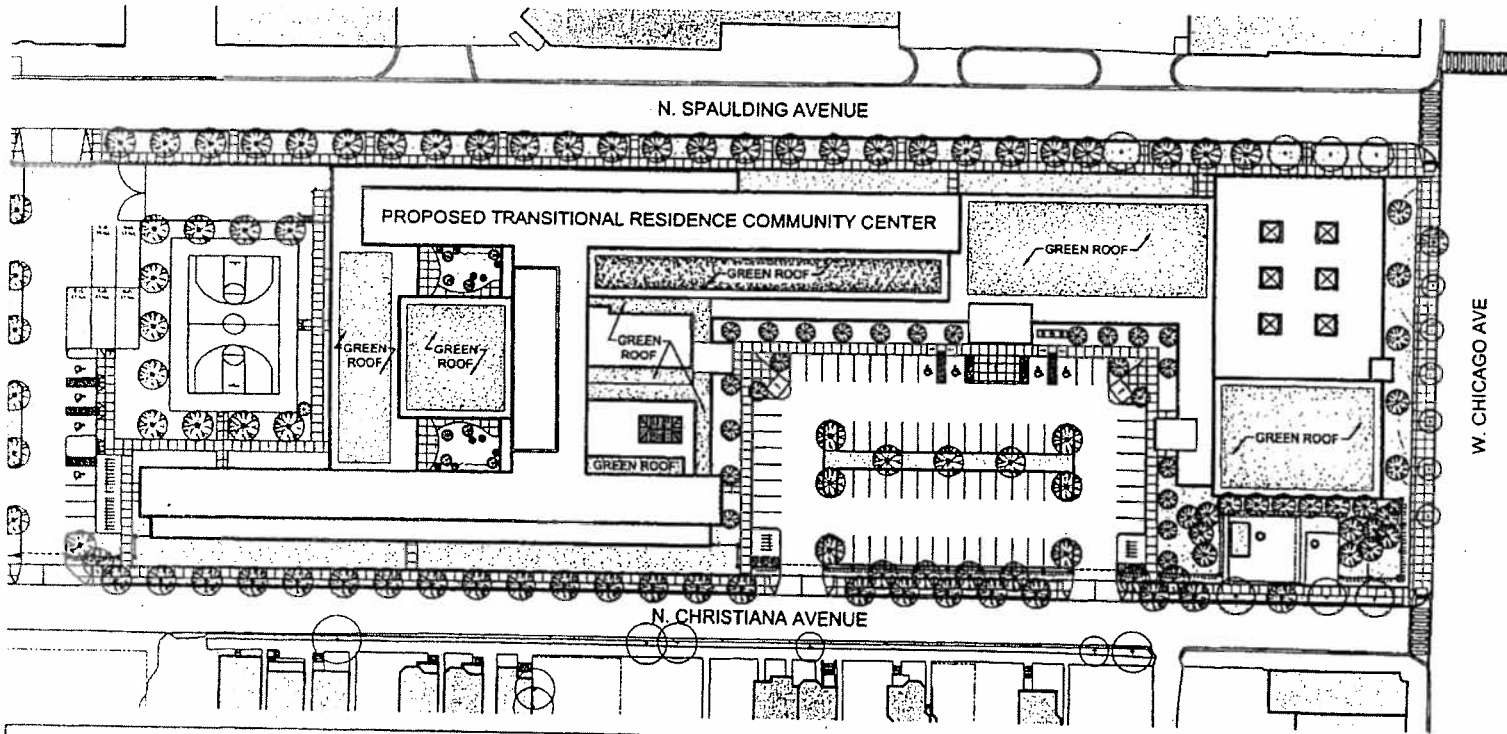 N. SPAULDING AVENUE
PROPOSED TRANSITIONAL RESIDENCE COMMUNITY CENTER
GREEN ROOF
GREEN ROOF
GREEN
ROOF
GREEN
ROOF
GREEN
ROOF
GREEN ROOF
GREEN ROOF
W. CHICAGO AVE
N. CHRISTIANA AVENUE